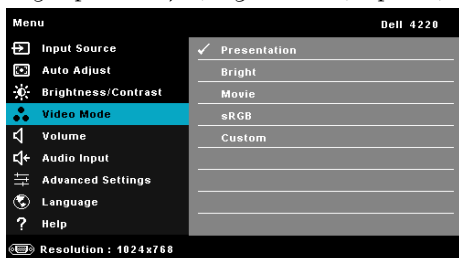 Menu
Dell 4220
Input Source
Auto Adjust
Brightness/Contrast
Video Mode
Volume
Audio Input
Advanced Settings
Language
? Help
Presentation
Bright
Movie
sRGB
Custom
Resolution : 1024x768